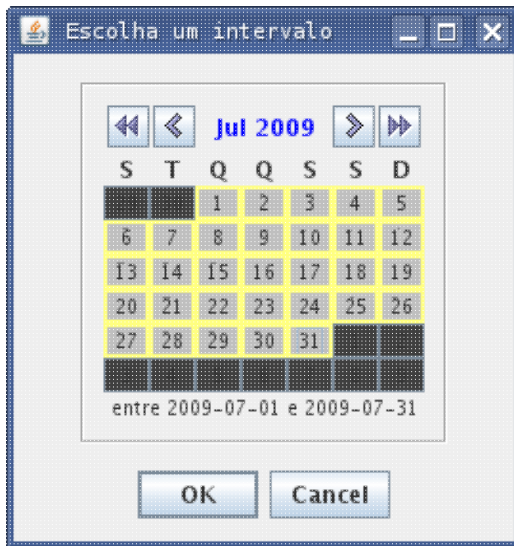 Escolha um intervalo
Jul 2009
S T Q Q S S D
1 2 3 4 5
6 7 8 9 10 11 12
13 14 15 16 17 18 19
20 21 22 23 24 25 26
27 28 29 30 31
entre 2009-07-01 e 2009-07-31
OK Cancel